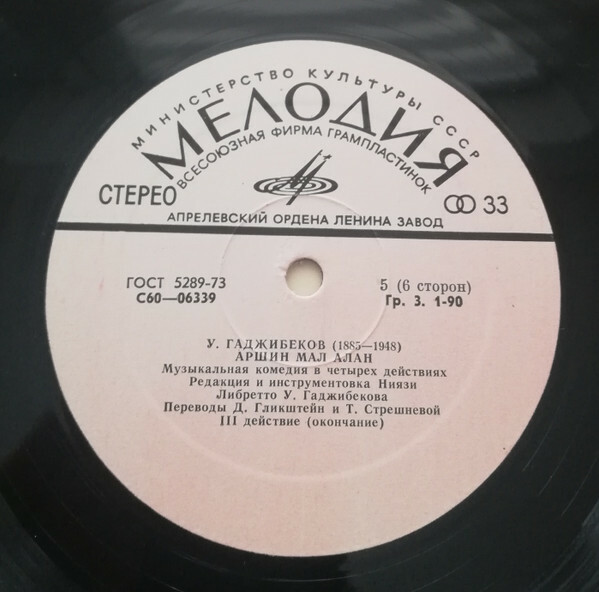 МИНИСТЕРСТВО КУЛЬТУРЫ СССР
МЕЛОДИЯ
ВСЕСОЮЗНАЯ ФИРМА ГРАМПЛАСТИНОК
СТЕРЕО
33
АПРЕЛЕВСКИЙ ОРДЕНА ЛЕНИНА ЗАВОД
ГОСТ 5289-73
С60—06339
5 (6 сторон)
Гр. 3. 1-90
У. ГАДЖИБЕКОВ (1885—1948)
АРШИН МАЛ АЛАН
Музыкальная комедия в четырех действиях
Редакция и инструментовка Ниязи
Либретто У. Гаджибекова
Переводы Д. Гликштейн и Т. Стрешневой
III действие (окончание)